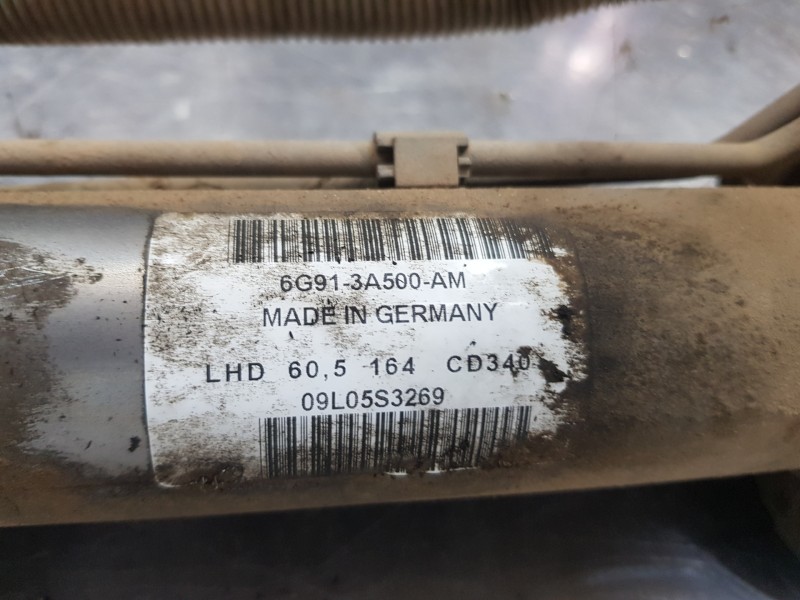 6G91-3A500-AM
MADE IN GERMANY
LHD 60,5 164 CD340
09L05S3269